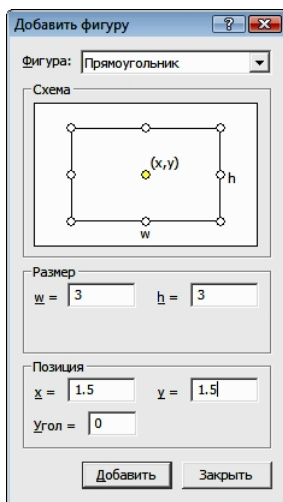 Добавить фигуру
Фигура: Прямоугольник
Схема
(x,y)
h
w
Размер
w = 3 h = 3
Позиция
x = 1.5 y = 1.5
Угол = 0
Добавить Закрыть